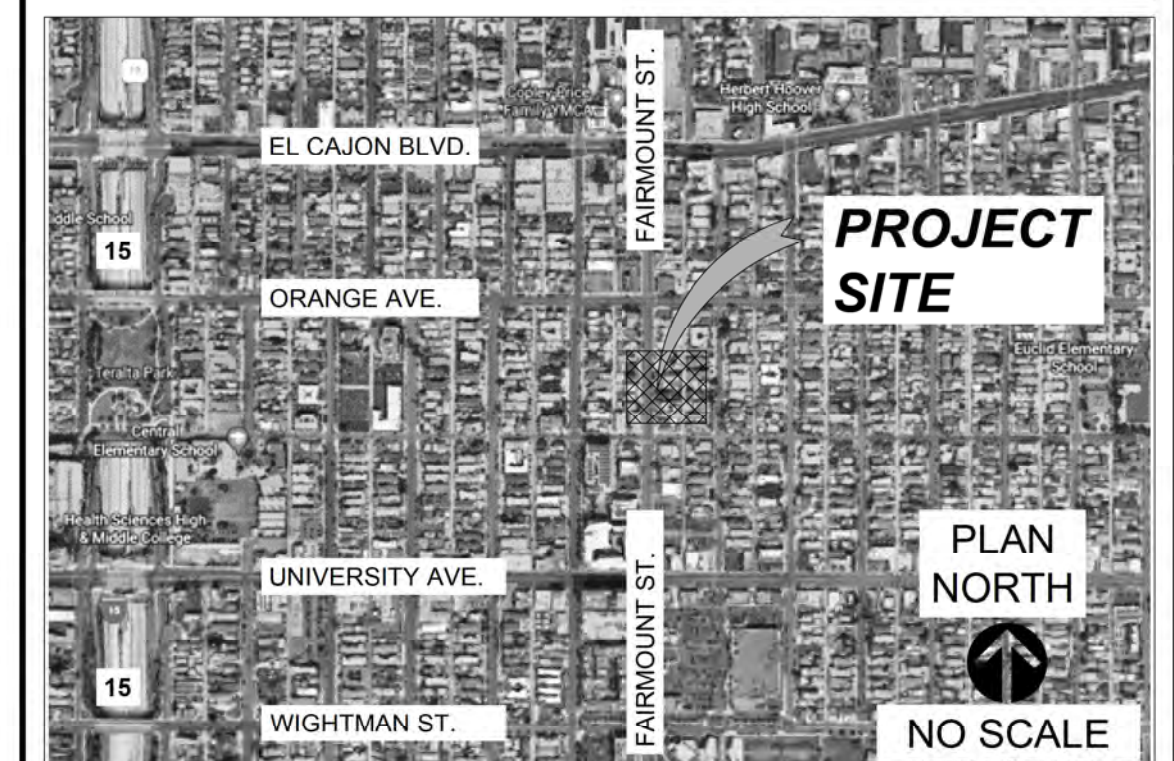 15
Copley Price
Family YMCA
FAIRMOUNT ST.
Herbert Hoover
High School
EL CAJON BLVD.
iddle School
15
PROJECT
SITE
ORANGE AVE.
Teralta Park
Euclid Elementary
School
Central
Elementary School
Health Sciences High
& Middle College
PLAN
NORTH
UNIVERSITY AVE.
FAIRMOUNT ST.
15
15
WIGHTMAN ST.
NO SCALE